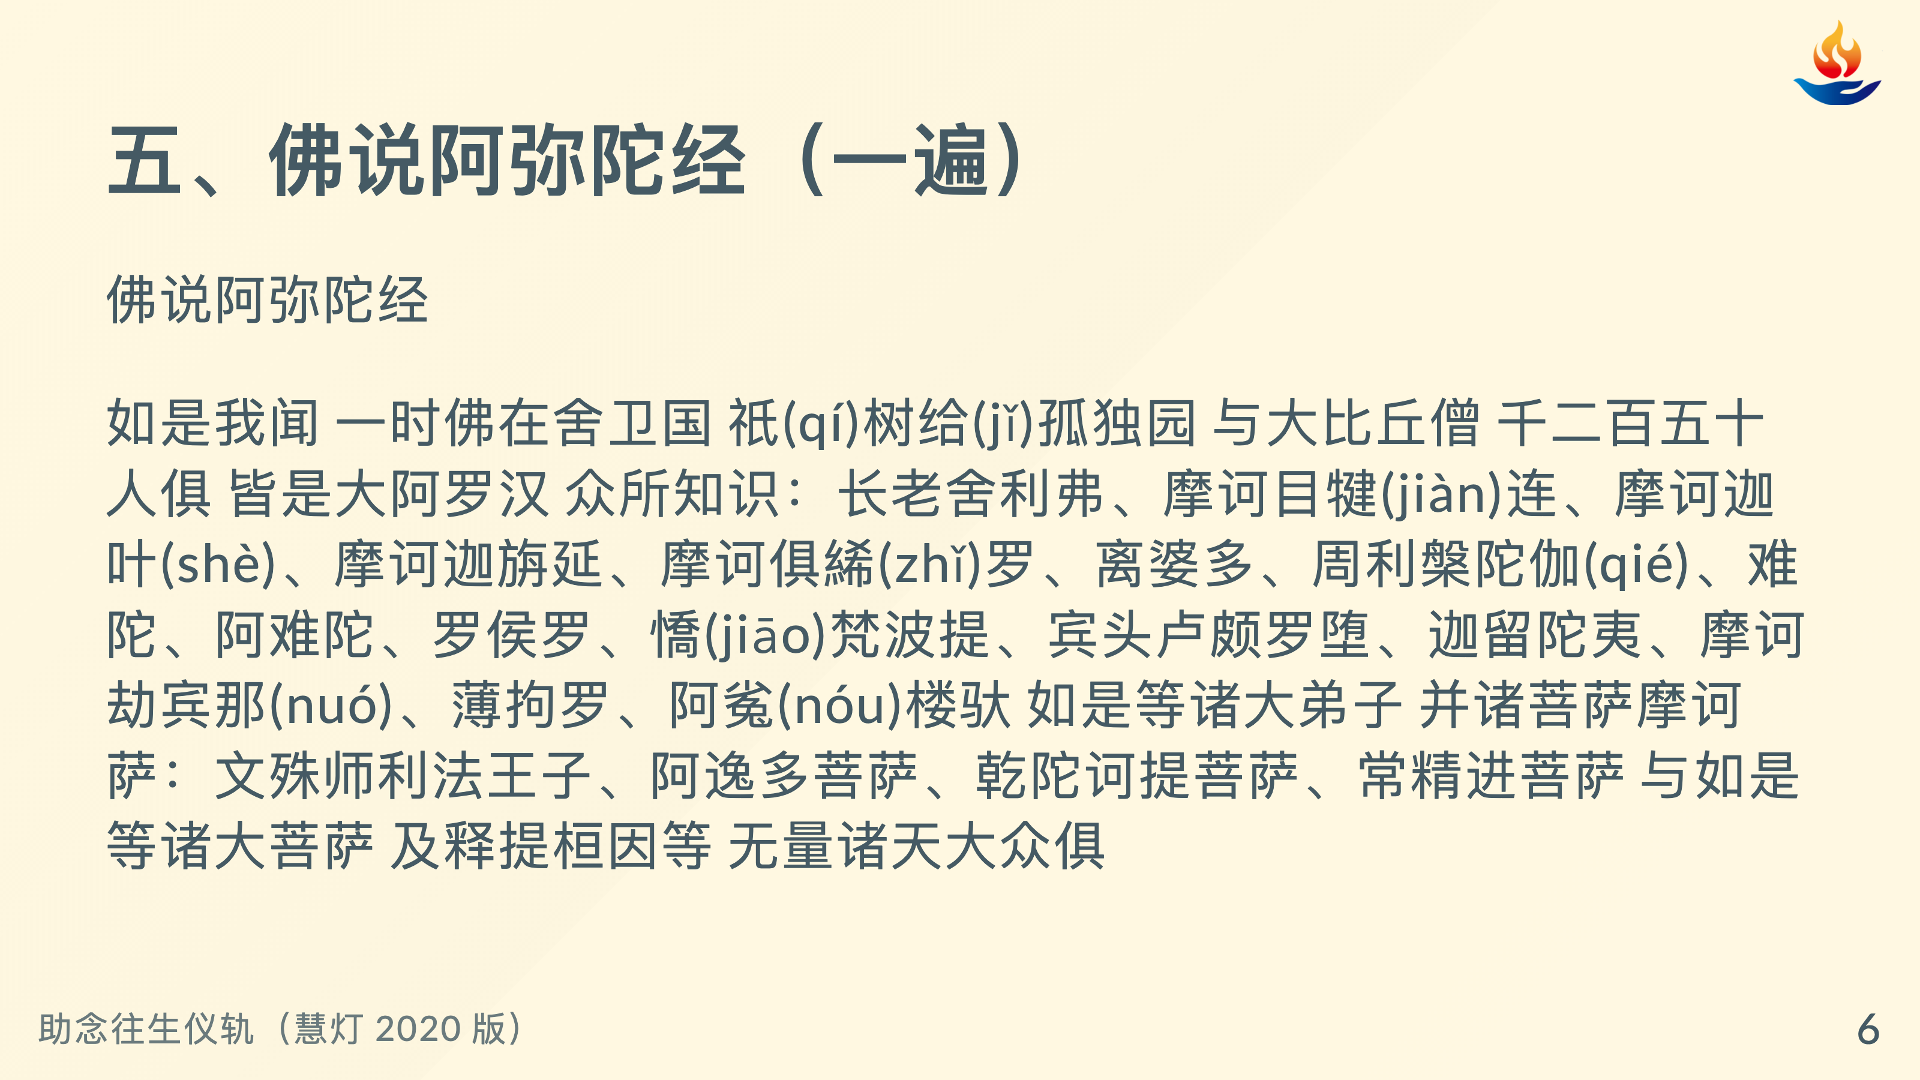 五、佛说阿弥陀经（一遍）
佛说阿弥陀经
如是我闻 一时佛在舍卫国 祇(qí)树给(jǐ)孤独园 与大比丘僧 千二百五十
人俱 皆是大阿罗汉 众所知识：长老舍利弗、摩诃目犍(jiàn)连、摩诃迦
叶(shè)、摩诃迦旃延、摩诃俱絺(zhǐ)罗、离婆多、周利槃陀伽(qié)、难
陀、阿难陀、罗侯罗、憍(jiāo)梵波提、宾头卢颇罗堕、迦留陀夷、摩诃
劫宾那(nuó)、薄拘罗、阿㝹(nóu)楼驮 如是等诸大弟子 并诸菩萨摩诃
萨：文殊师利法王子、阿逸多菩萨、乾陀诃提菩萨、常精进菩萨 与如是
等诸大菩萨 及释提桓因等 无量诸天大众俱
助念往生仪轨（慧灯 2020 版）
6